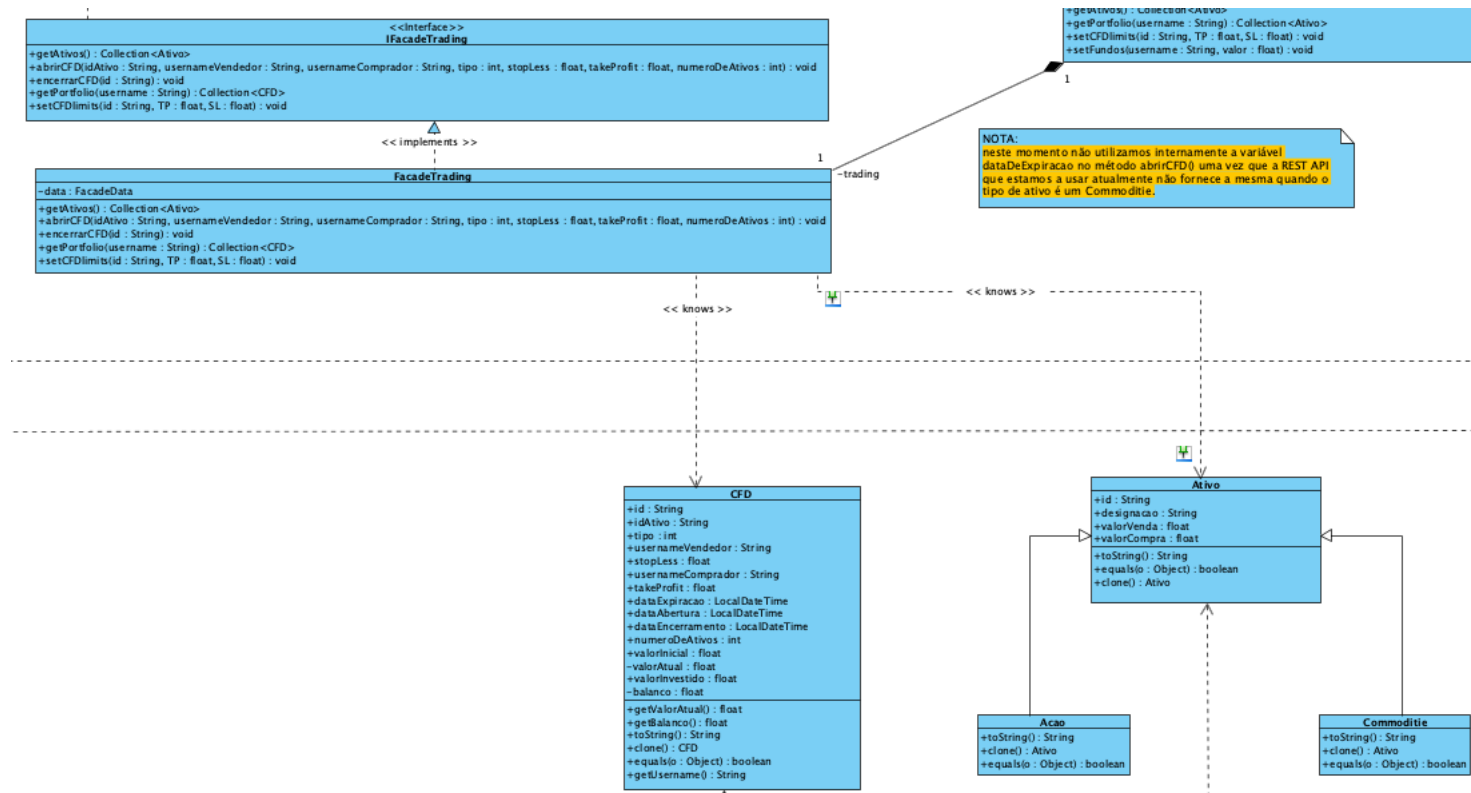 <<Interface>>
IFacadeTrading
+getAtivos() : Collection<Ativo>
+abrirCFD(idAtivo : String, usernameVendedor : String, usernameComprador : String, tipo : int, stopLess : float, takeProfit : float, numeroDeAtivos : int) : void
+encerrarCFD(id : String) : void
+getPortfolio(username : String) : Collection<CFD>
+setCFDlimits(id : String, TP : float, SL : float) : void
+getAtivos() : Collection<Ativo>
+getPortfolio(username : String) : Collection<Ativo>
+setCFDlimits(id : String, TP : float, SL : float) : void
+setFundos(username : String, valor : float) : void
1
<< implements >>
NOTA:
neste momento não utilizamos internamente a variável
dataDeExpiracao no método abrirCFD() uma vez que a REST API
que estamos a usar atualmente não fornece a mesma quando o
tipo de ativo é um Commoditie.
1
-trading
FacadeTrading
-data : FacadeData
+getAtivos() : Collection<Ativo>
+abrirCFD(idAtivo : String, usernameVendedor : String, usernameComprador : String, tipo : int, stopLess : float, takeProfit : float, numeroDeAtivos : int) : void
+encerrarCFD(id : String) : void
+getPortfolio(username : String) : Collection<CFD>
+setCFDlimits(id : String, TP : float, SL : float) : void
<< knows >>
<< knows >>
CFD
+id : String
+idAtivo : String
+tipo : int
+usernameVendedor : String
+stopLess : float
+usernameComprador : String
+takeProfit : float
+dataExpiracao : LocalDateTime
+dataAbertura : LocalDateTime
+dataEncerramento : LocalDateTime
+numeroDeAtivos : int
+valorInicial : float
-valorAtual : float
+valorInvestido : float
-balanco : float
+getValorAtual() : float
+getBalanco() : float
+toString() : String
+clone() : CFD
+equals(o : Object) : boolean
+getUsername() : String
Ativo
+id : String
+designacao : String
+valorVenda : float
+valorCompra : float
+toString() : String
+equals(o : Object) : boolean
+clone() : Ativo
Acao
+toString() : String
+clone() : Ativo
+equals(o : Object) : boolean
Commoditie
+toString() : String
+clone() : Ativo
+equals(o : Object) : boolean